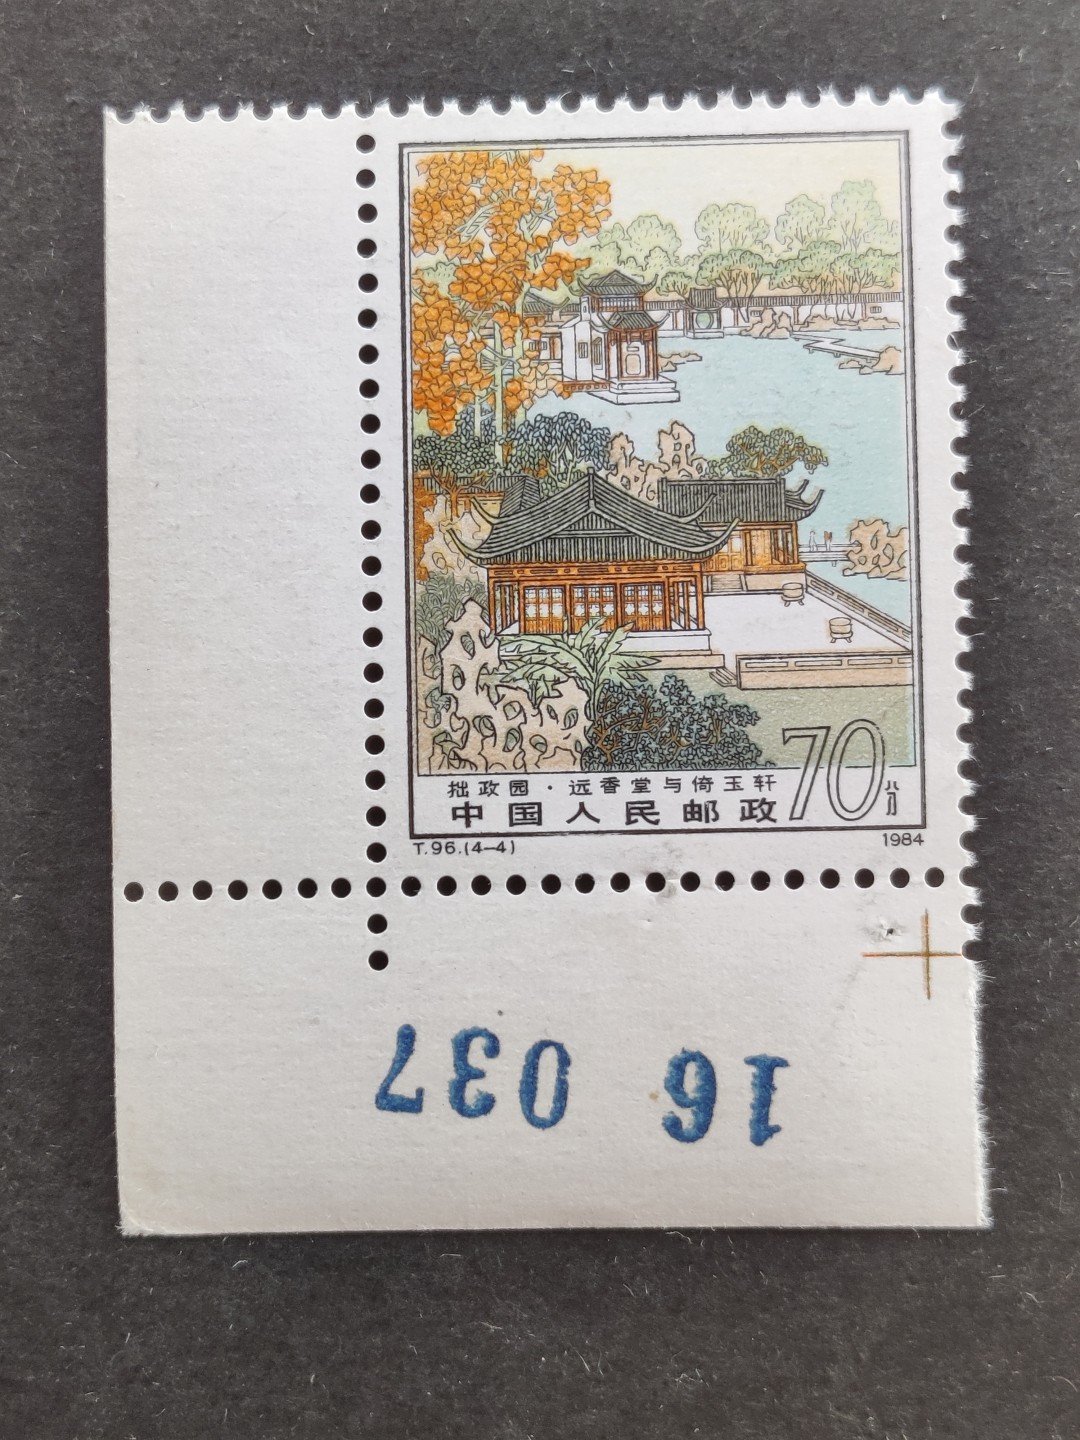 拙政园·远香堂与倚玉轩
中国人民邮政
70分
T.96.(4-4)
1984
16 037